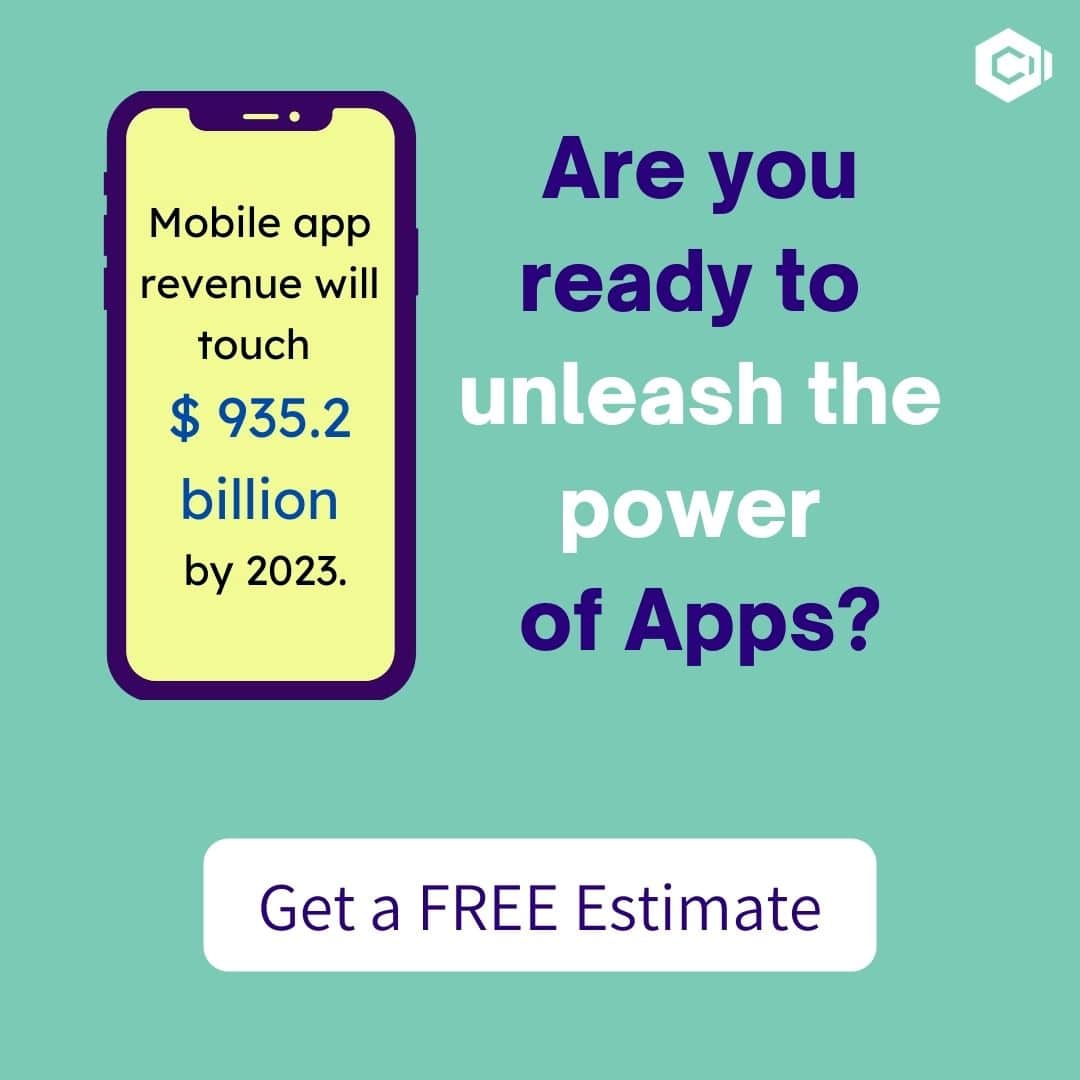 Mobile app
revenue will
touch
$ 935.2
billion
by 2023.
Are you
ready to
unleash the
power
of Apps?
Get a FREE Estimate